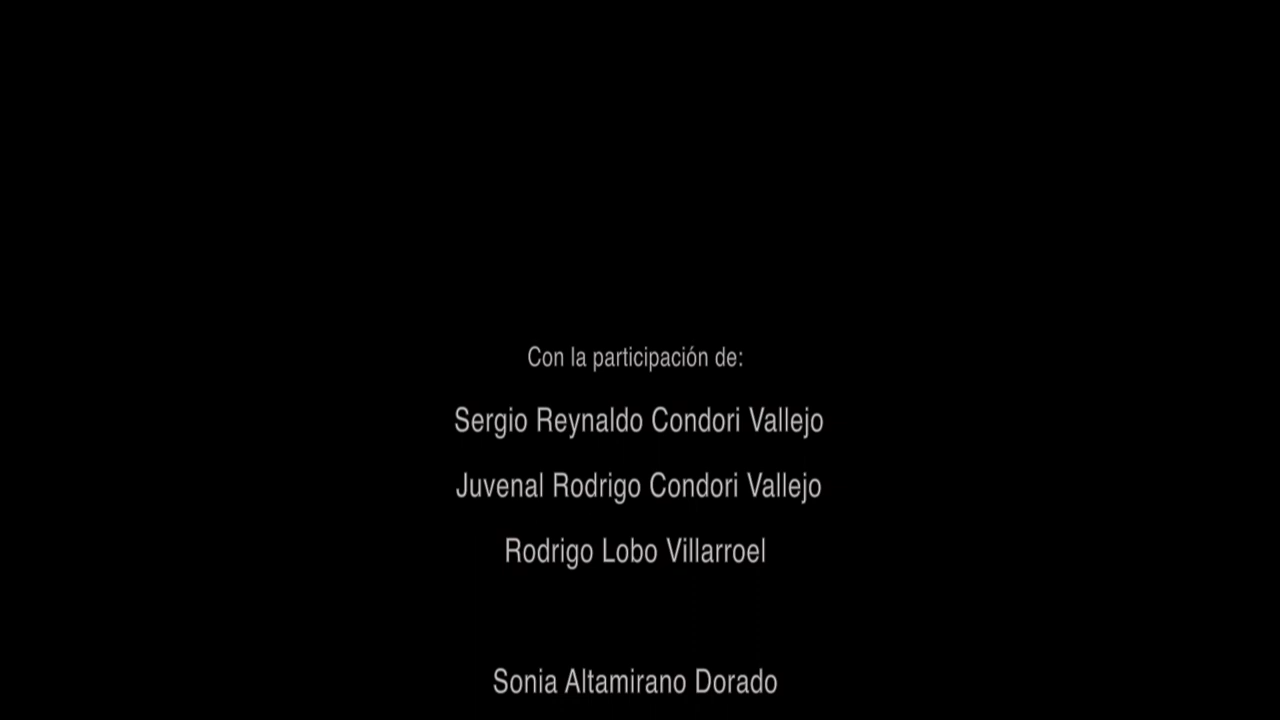 Con la participación de:
Sergio Reynaldo Condori Vallejo
Juvenal Rodrigo Condori Vallejo
Rodrigo Lobo Villarroel
Sonia Altamirano Dorado